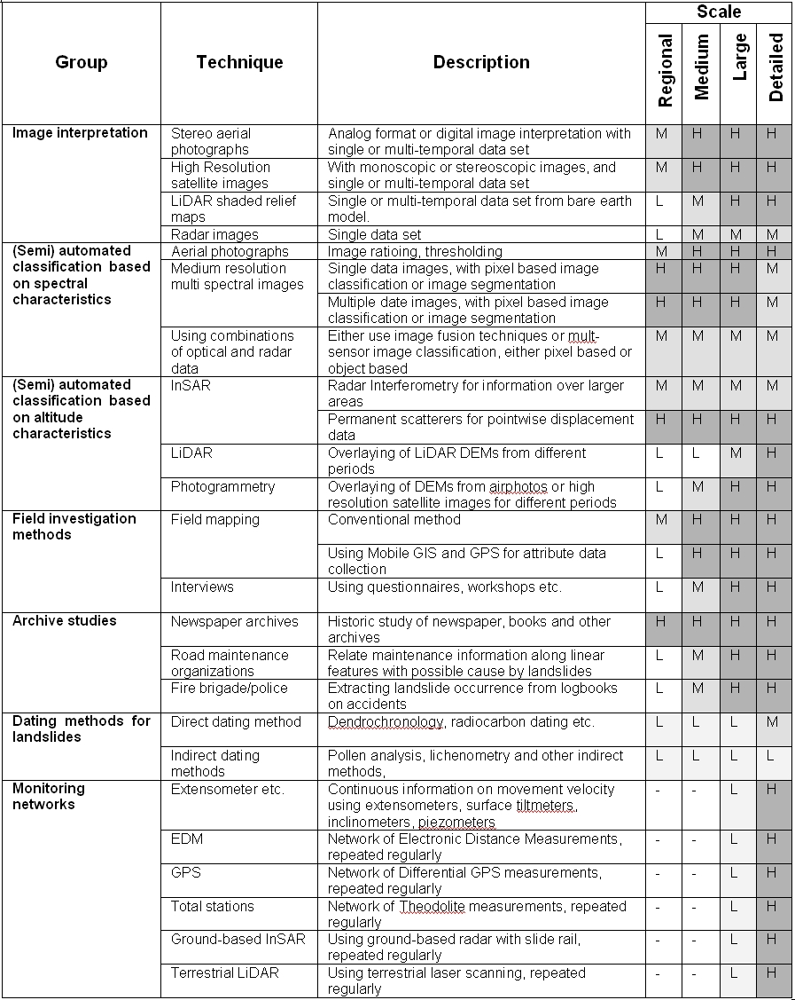 Scale
Group Technique Description Regional Medium Large Detailed
Image interpretation Stereo aerial Analog format or digital image interpretation with M H H H
photographs single or multi-temporal data set
High Resolution With monoscopic or stereoscopic images, and M H H H
satellite images single or multi-temporal data set
LiDAR shaded relief Single or multi-temporal data set from bare earth L M H H
maps model.
Radar images Single data set L M M M
(Semi) automated Aerial photographs Image ratioing, thresholding M H H H
classification based Medium resolution Single data images, with pixel based image H H H M
on spectral multi spectral images classification or image segmentation
characteristics Multiple date images, with pixel based image H H H M
classification or image segmentation
Using combinations Either use image fusion techniques or mult- M M M M
of optical and radar sensor image classification, either pixel based or
data object based
(Semi) automated InSAR Radar Interferometry for information over larger M M M M
classification based areas
on altitude Permanent scatterers for pointwise displacement H H H H
characteristics data
LiDAR Overlaying of LiDAR DEMs from different L L M H
periods
Photogrammetry Overlaying of DEMs from airphotos or high L M H H
resolution satellite images for different periods
Field investigation Field mapping Conventional method M H H H
methods
Using Mobile GIS and GPS for attribute data L H H H
collection
Interviews Using questionnaires, workshops etc. L M H H
Archive studies Newspaper archives Historic study of newspaper, books and other H H H H
archives
Road maintenance Relate maintenance information along linear L M H H
organizations features with possible cause by landslides
Fire brigade/police Extracting landslide occurrence from logbooks L M H H
on accidents
Dating methods for Direct dating method Dendrochronology, radiocarbon dating etc. L L L M
landslides
Indirect dating Pollen analysis, lichenometry and other indirect L L L L
methods methods,
Monitoring Extensometer etc. Continuous information on movement velocity - - L H
networks using extensometers, surface tiltmeters,
inclinometers, piezometers
EDM Network of Electronic Distance Measurements, - - L H
repeated regularly
GPS Network of Differential GPS measurements, - - L H
repeated regularly
Total stations Network of Theodolite measurements, repeated - - L H
regularly
Ground-based InSAR Using ground-based radar with slide rail, - - L H
repeated regularly
Terrestrial LiDAR Using terrestrial laser scanning, repeated - - L H
regularly